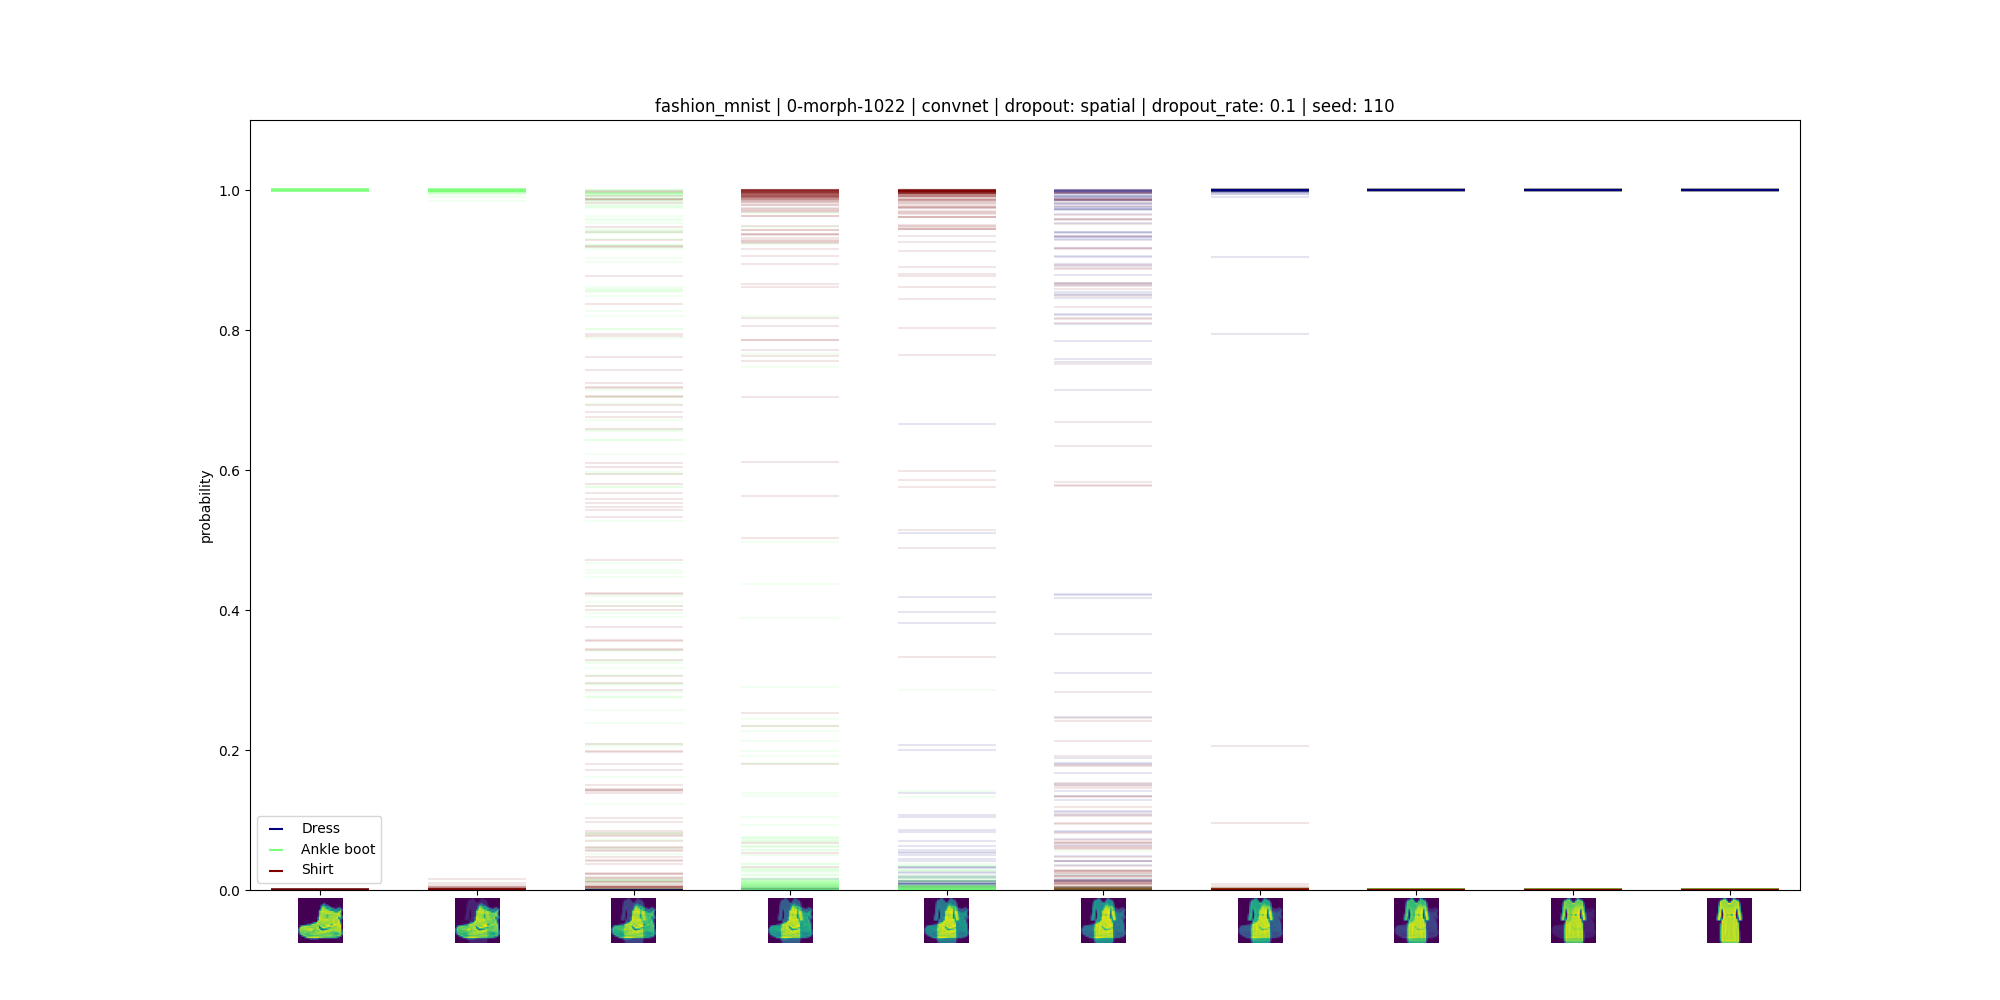 fashion_mnist | 0-morph-1022 | convnet | dropout: spatial | dropout_rate: 0.1 | seed: 110
1.0
0.8
0.6
0.4
0.2
0.0
probability
Dress
Ankle boot
Shirt